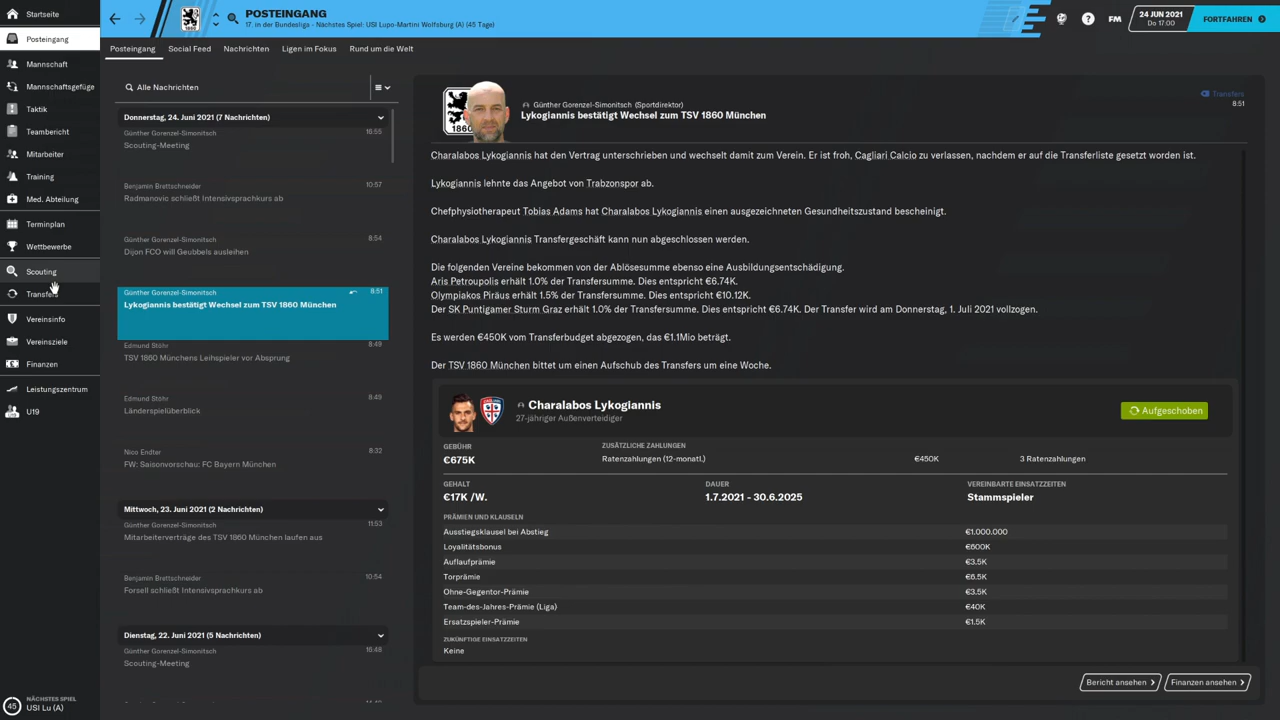 Startseite
Posteingang
Mannschaft
Mannschaftsgefüge
Taktik
Teambericht
Mitarbeiter
Training
Med. Abteilung
Terminplan
Wettbewerbe
Scouting
Transfers
Vereinsinfo
Vereinsziele
Finanzen
Leistungszentrum
U19
45
NÄCHSTES SPIEL
USI Lu (A)
POSTEINGANG
17. in der Bundesliga - Nächstes Spiel: USI Lupo-Martini Wolfsburg (A) (45 Tage)
FM
24 JUN 2021
Do 17:00
FORTFAHREN
Posteingang
Social Feed
Nachrichten
Ligen im Fokus
Rund um die Welt
Alle Nachrichten
Donnerstag, 24. Juni 2021 (7 Nachrichten)
Günther Gorenzel-Simonitsch 16:55
Scouting-Meeting
Benjamin Brettschneider 10:57
Radmanovic schließt Intensivsprachkurs ab
Günther Gorenzel-Simonitsch 8:54
Dijon FCO will Geubbels ausleihen
Günther Gorenzel-Simonitsch 8:51
Lykogiannis bestätigt Wechsel zum TSV 1860 München
Edmund Stöhr 8:49
TSV 1860 Münchens Leihspieler vor Absprung
Edmund Stöhr 8:49
Länderspielüberblick
Nico Endter 8:32
FW: Saisonvorschau: FC Bayern München
Mittwoch, 23. Juni 2021 (2 Nachrichten)
Günther Gorenzel-Simonitsch 11:53
Mitarbeiterverträge des TSV 1860 München laufen aus
Benjamin Brettschneider 10:54
Forsell schließt Intensivsprachkurs ab
Dienstag, 22. Juni 2021 (5 Nachrichten)
Günther Gorenzel-Simonitsch 16:48
Scouting-Meeting
1860
Günther Gorenzel-Simonitsch (Sportdirektor)
Lykogiannis bestätigt Wechsel zum TSV 1860 München
Transfers
8:51
Charalabos Lykogiannis hat den Vertrag unterschrieben und wechselt damit zum Verein. Er ist froh, Cagliari Calcio zu verlassen, nachdem er auf die Transferliste gesetzt worden ist.
Lykogiannis lehnte das Angebot von Trabzonspor ab.
Chefphysiotherapeut Tobias Adams hat Charalabos Lykogiannis einen ausgezeichneten Gesundheitszustand bescheinigt.
Charalabos Lykogiannis Transfergeschäft kann nun abgeschlossen werden.
Die folgenden Vereine bekommen von der Ablösesumme ebenso eine Ausbildungsentschädigung.
Aris Petroupolis erhält 1.0% der Transfersumme. Dies entspricht €6.74K.
Olympiakos Piräus erhält 1.5% der Transfersumme. Dies entspricht €10.12K.
Der SK Puntigamer Sturm Graz erhält 1.0% der Transfersumme. Dies entspricht €6.74K. Der Transfer wird am Donnerstag, 1. Juli 2021 vollzogen.
Es werden €450K vom Transferbudget abgezogen, das €1.1Mio beträgt.
Der TSV 1860 München bittet um einen Aufschub des Transfers um eine Woche.
Charalabos Lykogiannis
27-jähriger Außenverteidiger
Aufgeschoben
GEBÜHR
€675K
ZUSÄTZLICHE ZAHLUNGEN
Ratenzahlungen (12-monatl.) €450K 3 Ratenzahlungen
GEHALT
€17K /W.
DAUER
1.7.2021 - 30.6.2025
VEREINBARTE EINSATZZEITEN
Stammspieler
PRÄMIEN UND KLAUSELN
Ausstiegsklausel bei Abstieg €1.000.000
Loyalitätsbonus €600K
Auflaufprämie €3.5K
Torprämie €6.5K
Ohne-Gegentor-Prämie €3.5K
Team-des-Jahres-Prämie (Liga) €40K
Ersatzspieler-Prämie €1.5K
ZUKÜNFTIGE EINSATZZEITEN
Keine
Bericht ansehen
Finanzen ansehen